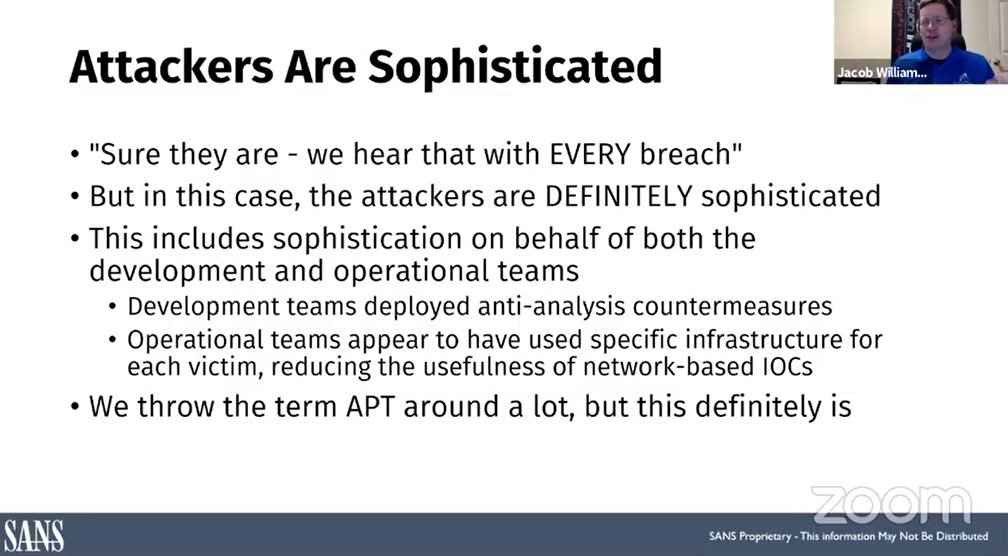 Attackers Are Sophisticated
Jacob William...
• "Sure they are - we hear that with EVERY breach"
• But in this case, the attackers are DEFINITELY sophisticated
• This includes sophistication on behalf of both the
development and operational teams
• Development teams deployed anti-analysis countermeasures
• Operational teams appear to have used specific infrastructure for
each victim, reducing the usefulness of network-based IOCs
• We throw the term APT around a lot, but this definitely is
zoom
SANS
SANS Proprietary - This information May Not Be Distributed